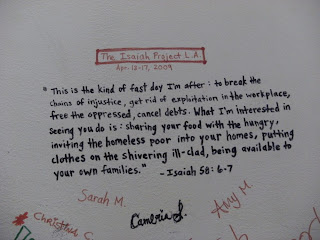 The Isaiah Project L.A.
Apr. 12-17, 2009
"This is the kind of fast day I'm after: to break the
chains of injustice, get rid of exploitation in the workplace,
free the oppressed, cancel debts. What I'm interested in
seeing you do is: sharing your food with the hungry,
inviting the homeless poor into your homes, putting
clothes on the shivering ill-clad, being available to
your own families." - Isaiah 58:6-7
Sarah M.
Amy M.